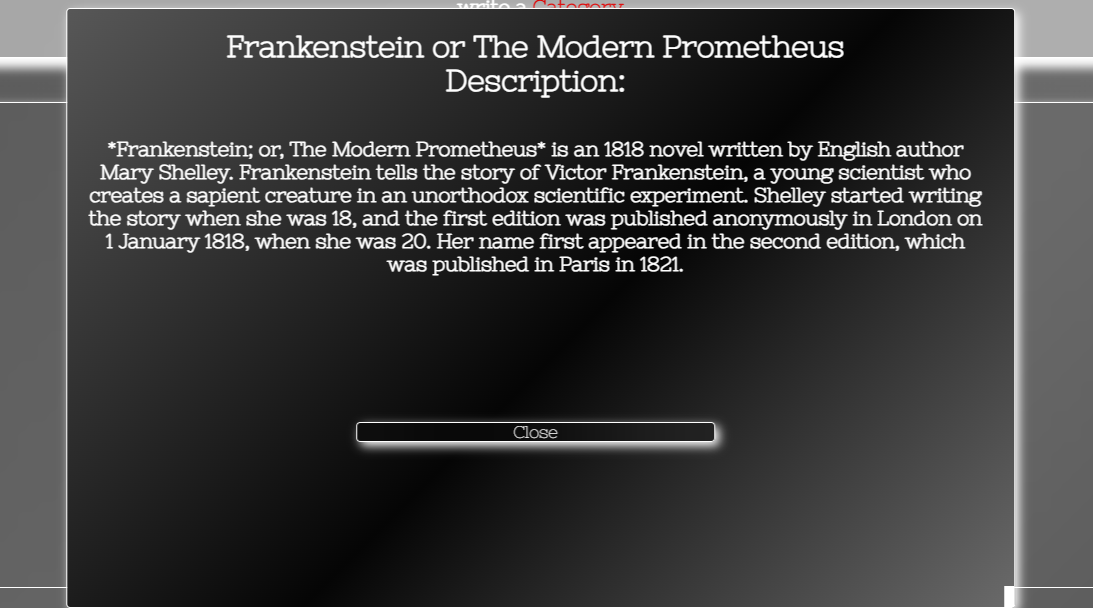 write a Category
Frankenstein or The Modern Prometheus
Description:
*Frankenstein; or, The Modern Prometheus* is an 1818 novel written by English author
Mary Shelley. Frankenstein tells the story of Victor Frankenstein, a young scientist who
creates a sapient creature in an unorthodox scientific experiment. Shelley started writing
the story when she was 18, and the first edition was published anonymously in London on
1 January 1818, when she was 20. Her name first appeared in the second edition, which
was published in Paris in 1821.
Close